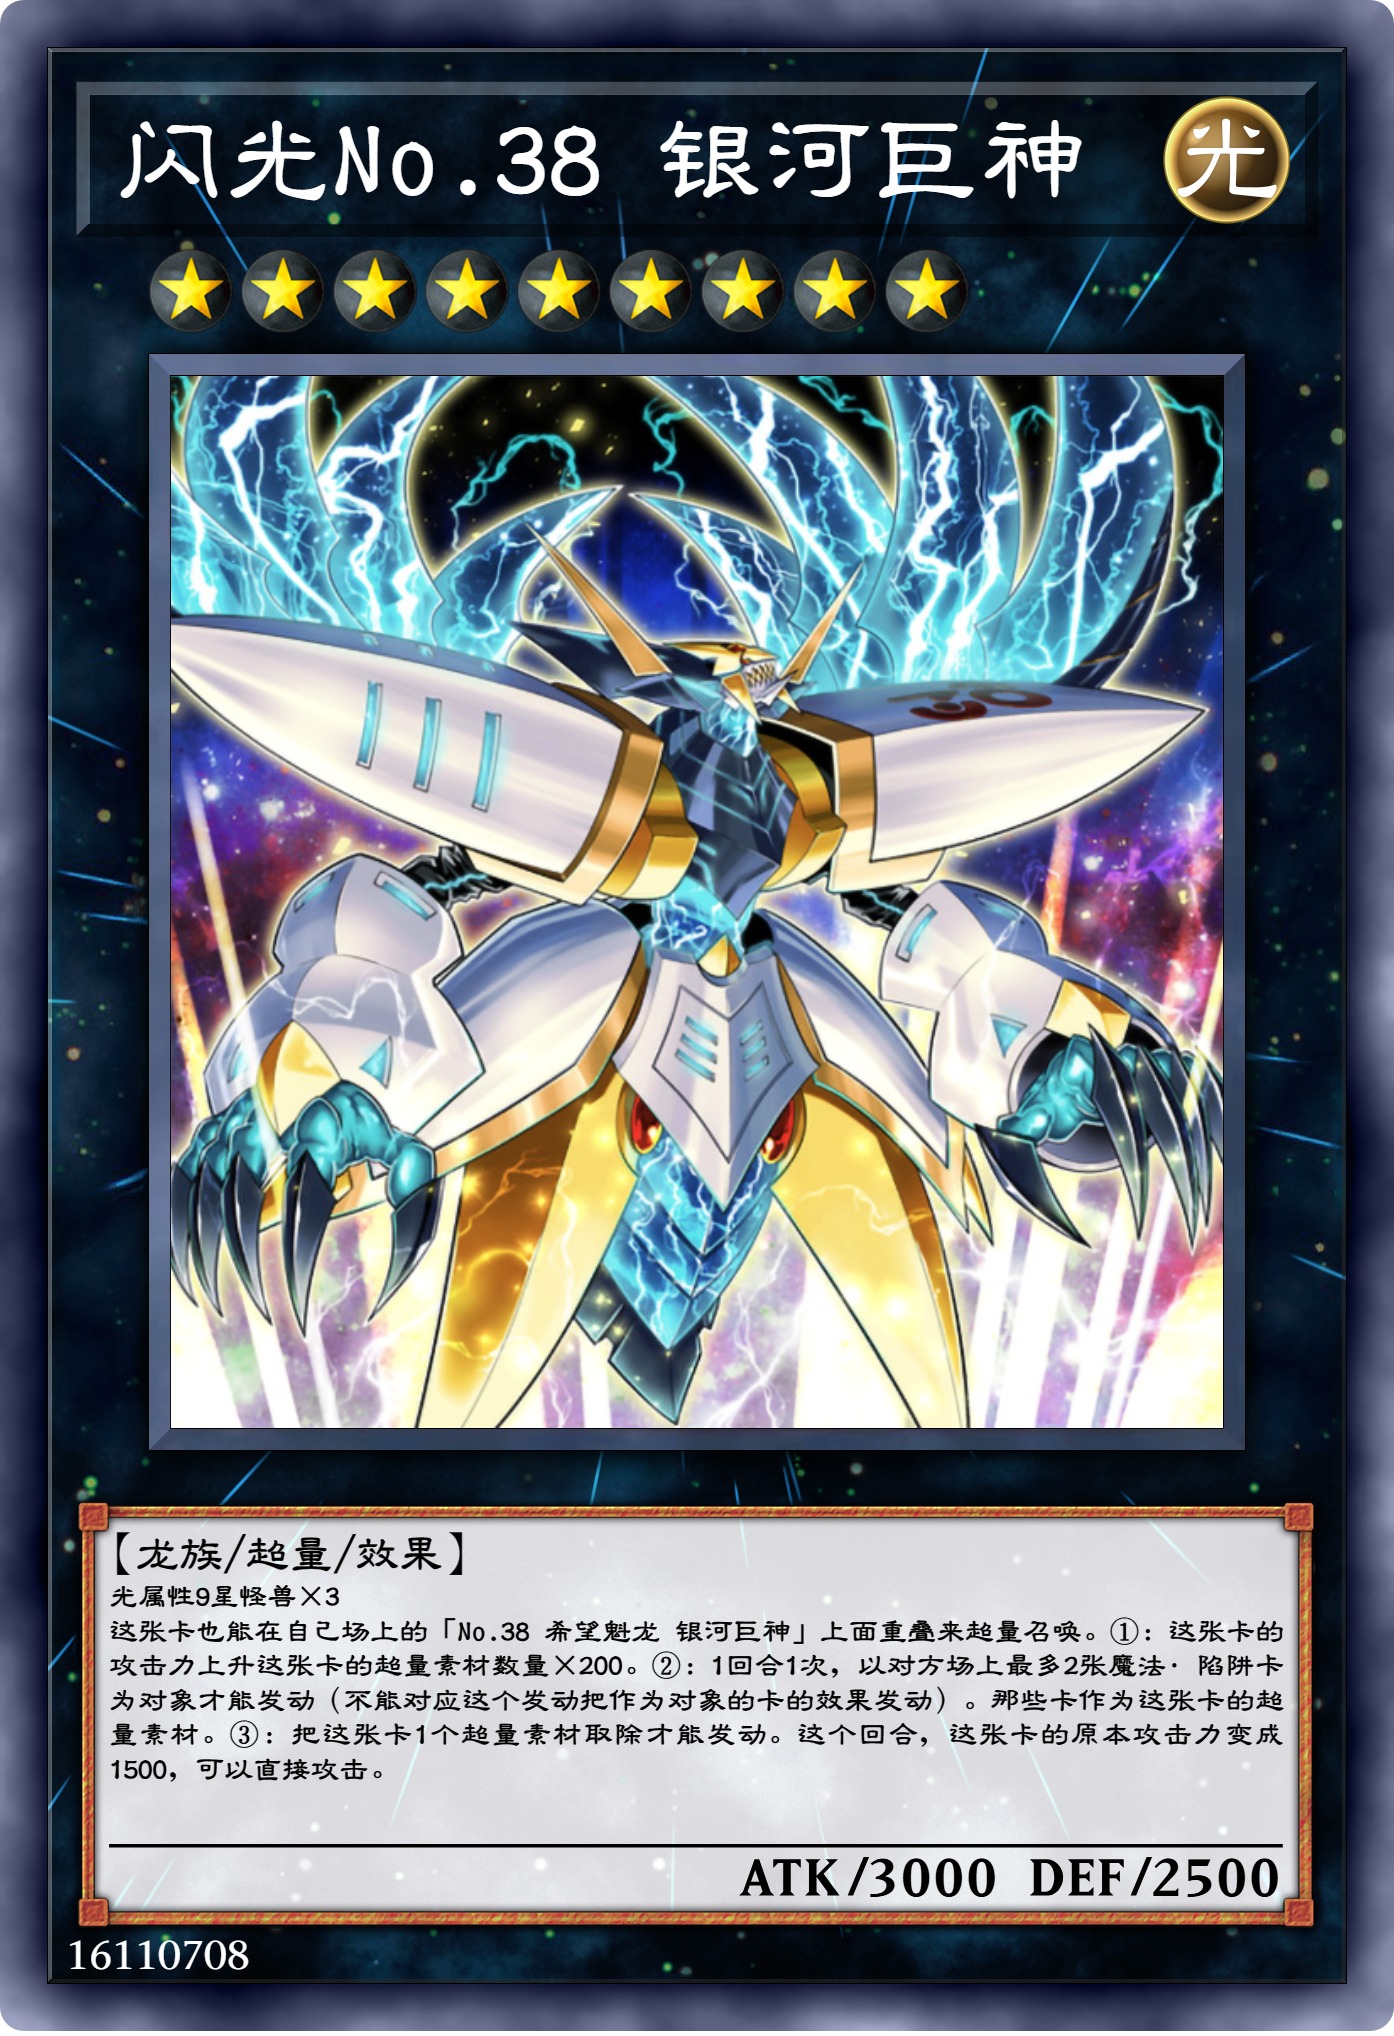 闪光No.38 银河巨神
光
38
【龙族/超量/效果】
光属性9星怪兽×3
这张卡也能在自己场上的「No.38 希望魁龙 银河巨神」上面重叠来超量召唤。①：这张卡的
攻击力上升这张卡的超量素材数量×200。②：1回合1次，以对方场上最多2张魔法·陷阱卡
为对象才能发动（不能对应这个发动把作为对象的卡的效果发动）。那些卡作为这张卡的超
量素材。③：把这张卡1个超量素材取除才能发动。这个回合，这张卡的原本攻击力变成
1500，可以直接攻击。
ATK/3000 DEF/2500
16110708